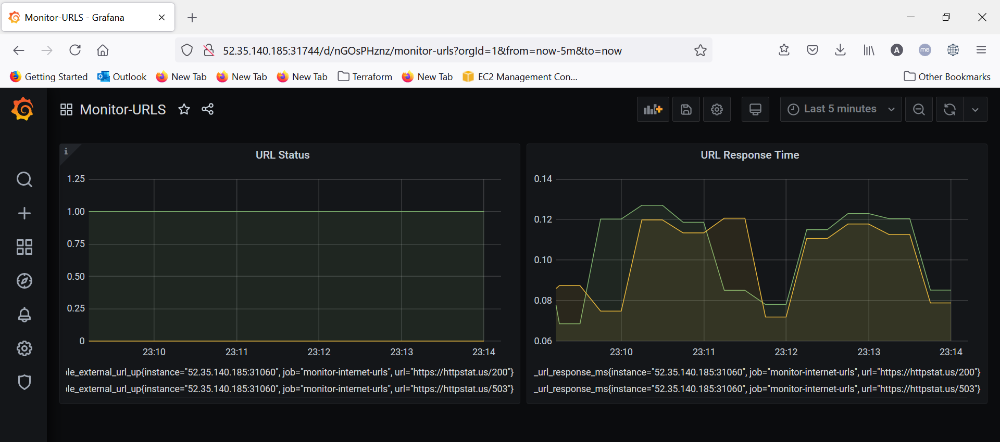 Monitor-URLS - Grafana
52.35.140.185:31744/d/nGOsPHznz/monitor-urls?orgId=1&from=now-5m&to=now
A
me
Getting Started Outlook New Tab New Tab New Tab Terraform New Tab EC2 Management Con... Other Bookmarks
Monitor-URLS
Last 5 minutes
i
URL Status
1.25
1.00
0.75
0.50
0.25
0
23:10 23:11 23:12 23:13 23:14
ole_external_url_up{instance="52.35.140.185:31060", job="monitor-internet-urls", url="https://httpstat.us/200"}
ole_external_url_up{instance="52.35.140.185:31060", job="monitor-internet-urls", url="https://httpstat.us/503"}
URL Response Time
0.14
0.12
0.10
0.08
0.06
23:10 23:11 23:12 23:13 23:14
_url_response_ms{instance="52.35.140.185:31060", job="monitor-internet-urls", url="https://httpstat.us/200"}
_url_response_ms{instance="52.35.140.185:31060", job="monitor-internet-urls", url="https://httpstat.us/503"}